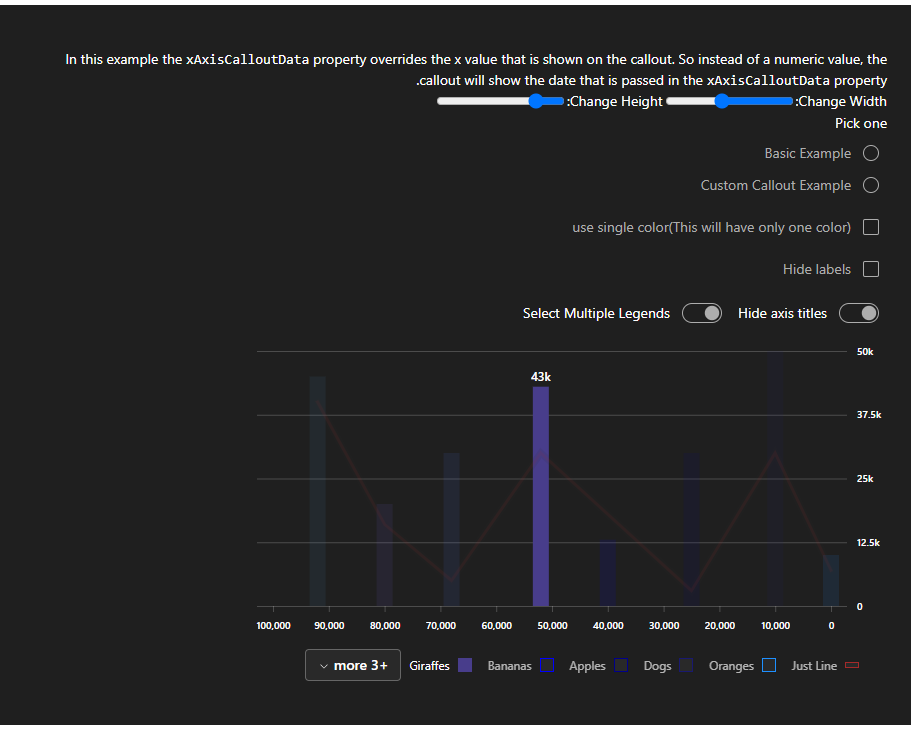 In this example the xAxisCalloutData property overrides the x value that is shown on the callout. So instead of a numeric value, the
.callout will show the date that is passed in the xAxisCalloutData property
:Change Height :Change Width
Pick one
Basic Example
Custom Callout Example
use single color(This will have only one color)
Hide labels
Select Multiple Legends Hide axis titles
50k
43k
37.5k
25k
12.5k
0
100,000 90,000 80,000 70,000 60,000 50,000 40,000 30,000 20,000 10,000 0
more 3+ Giraffes Bananas Apples Dogs Oranges Just Line